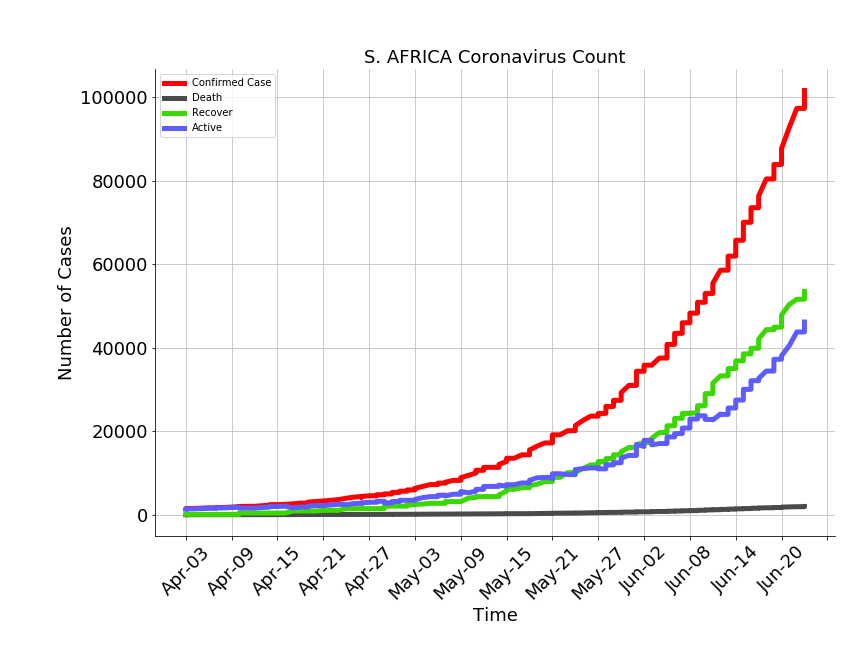 S. AFRICA Coronavirus Count
Confirmed Case
Death
Recover
Active
100000
80000
60000
40000
20000
0
Number of Cases
Apr-03
Apr-09
Apr-15
Apr-21
Apr-27
May-03
May-09
May-15
May-21
May-27
Jun-02
Jun-08
Jun-14
Jun-20
Time